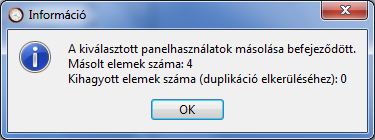 Információ
A kiválasztott panelhasználatok másolása befejeződött.
Másolt elemek száma: 4
Kihagyott elemek száma (duplikáció elkerüléséhez): 0
OK